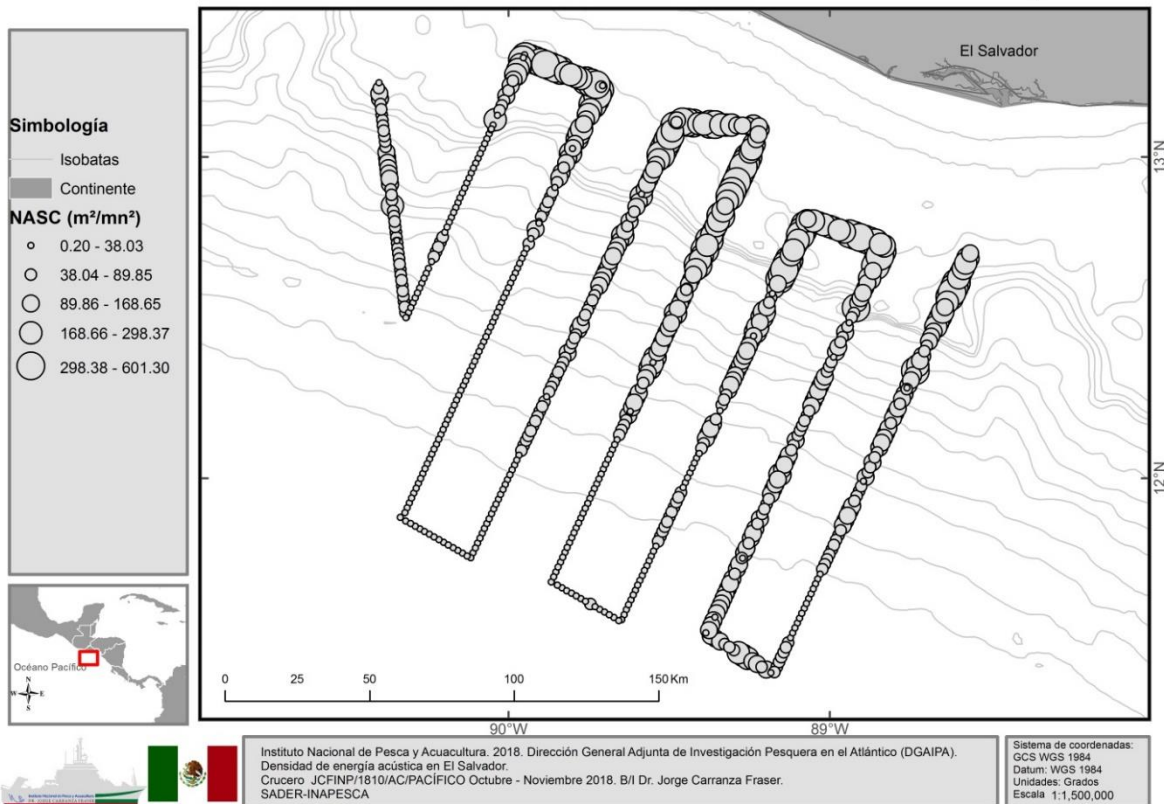 El Salvador
13°N
12°N
90°W
89°W
Simbología
Isobatas
Continente
NASC (m²/mn²)
0.20 - 38.03
38.04 - 89.85
89.86 - 168.65
168.66 - 298.37
298.38 - 601.30
Océano Pacífico
N
W E
S
0 25 50 100 150 Km
Instituto Nacional de Pesca y Acuacultura. 2018. Dirección General Adjunta de Investigación Pesquera en el Atlántico (DGAIPA).
Densidad de energía acústica en El Salvador.
Crucero JCFINP/1810/AC/PACÍFICO Octubre - Noviembre 2018. B/I Dr. Jorge Carranza Fraser.
SADER-INAPESCA
Sistema de coordenadas:
GCS WGS 1984
Datum: WGS 1984
Unidades: Grados
Escala 1:1,500,000